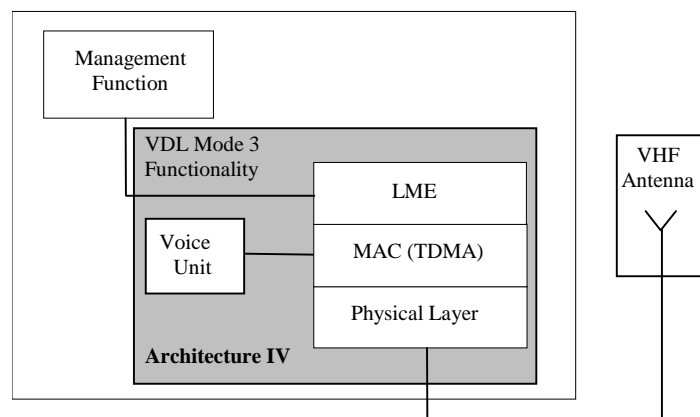 Management
Function
VDL Mode 3
Functionality
LME
Voice
Unit
MAC (TDMA)
Physical Layer
Architecture IV
VHF
Antenna